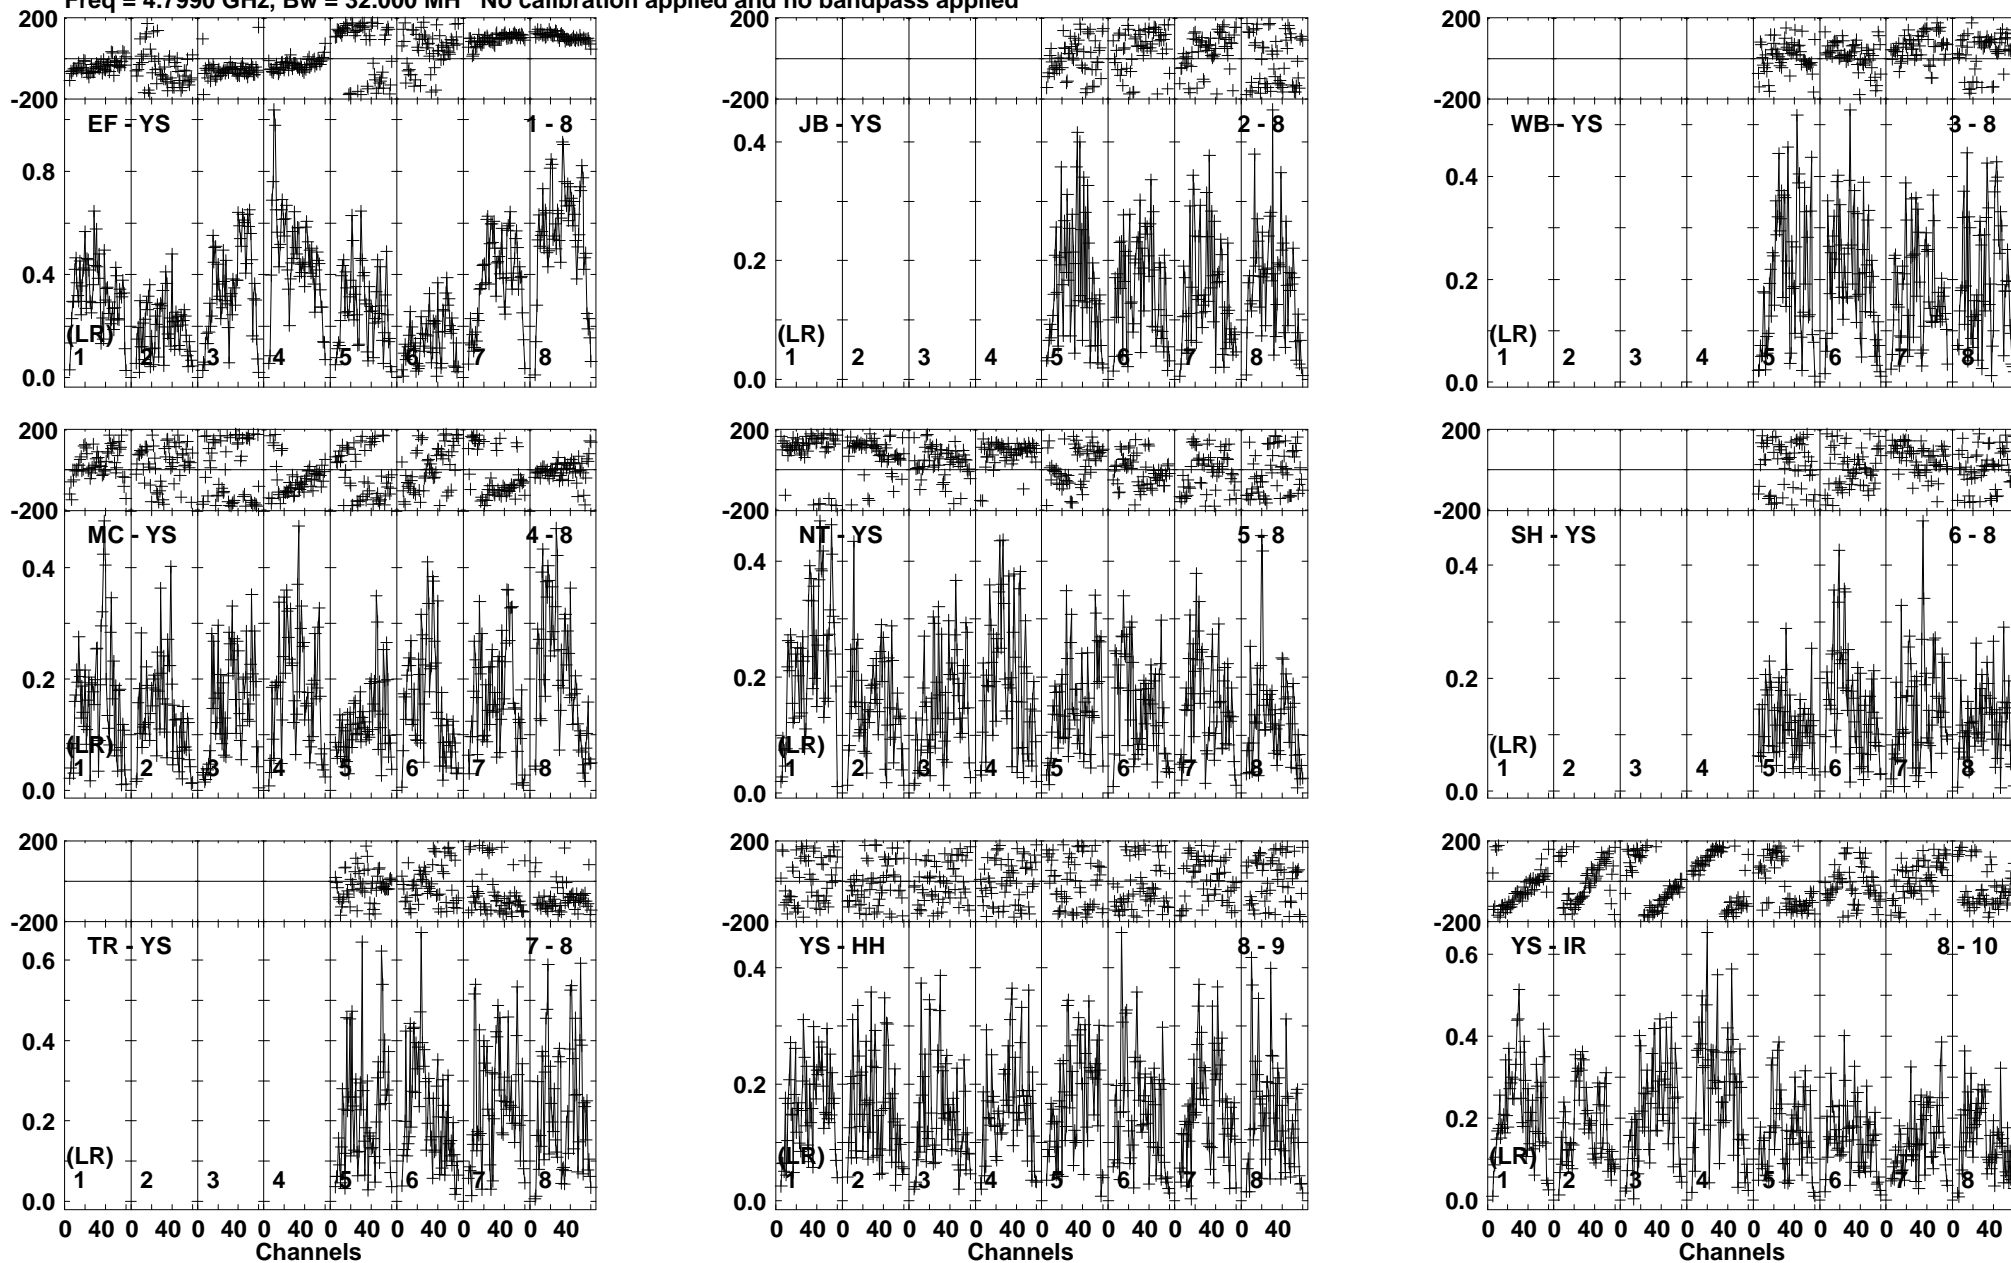 Freq = 4.7990 GHz, Bw = 32.000 MH No calibration applied and no bandpass applied
200
-200
EF - YS 1 - 8
0.8
0.4
0.0
(LR)
1 2 3 4 5 6 7 8
200
-200
JB - YS 2 - 8
0.4
0.2
0.0
(LR)
1 2 3 4 5 6 7 8
200
-200
WB - YS 3 - 8
0.4
0.2
0.0
(LR)
1 2 3 4 5 6 7 8
200
-200
MC - YS 4 - 8
0.4
0.2
0.0
(LR)
1 2 3 4 5 6 7 8
200
-200
NT - YS 5 - 8
0.4
0.2
0.0
(LR)
1 2 3 4 5 6 7 8
200
-200
SH - YS 6 - 8
0.4
0.2
0.0
(LR)
1 2 3 4 5 6 7 8
200
-200
TR - YS 7 - 8
0.6
0.4
0.2
0.0
(LR)
1 2 3 4 5 6 7 8
0 40 0 40 0 40 0 40 0 40 0 40 0 40 0 40
Channels
200
-200
YS - HH 8 - 9
0.4
0.2
0.0
(LR)
1 2 3 4 5 6 7 8
0 40 0 40 0 40 0 40 0 40 0 40 0 40 0 40
Channels
200
-200
YS - IR 8 - 10
0.6
0.4
0.2
0.0
(LR)
1 2 3 4 5 6 7 8
0 40 0 40 0 40 0 40 0 40 0 40 0 40 0 40
Channels